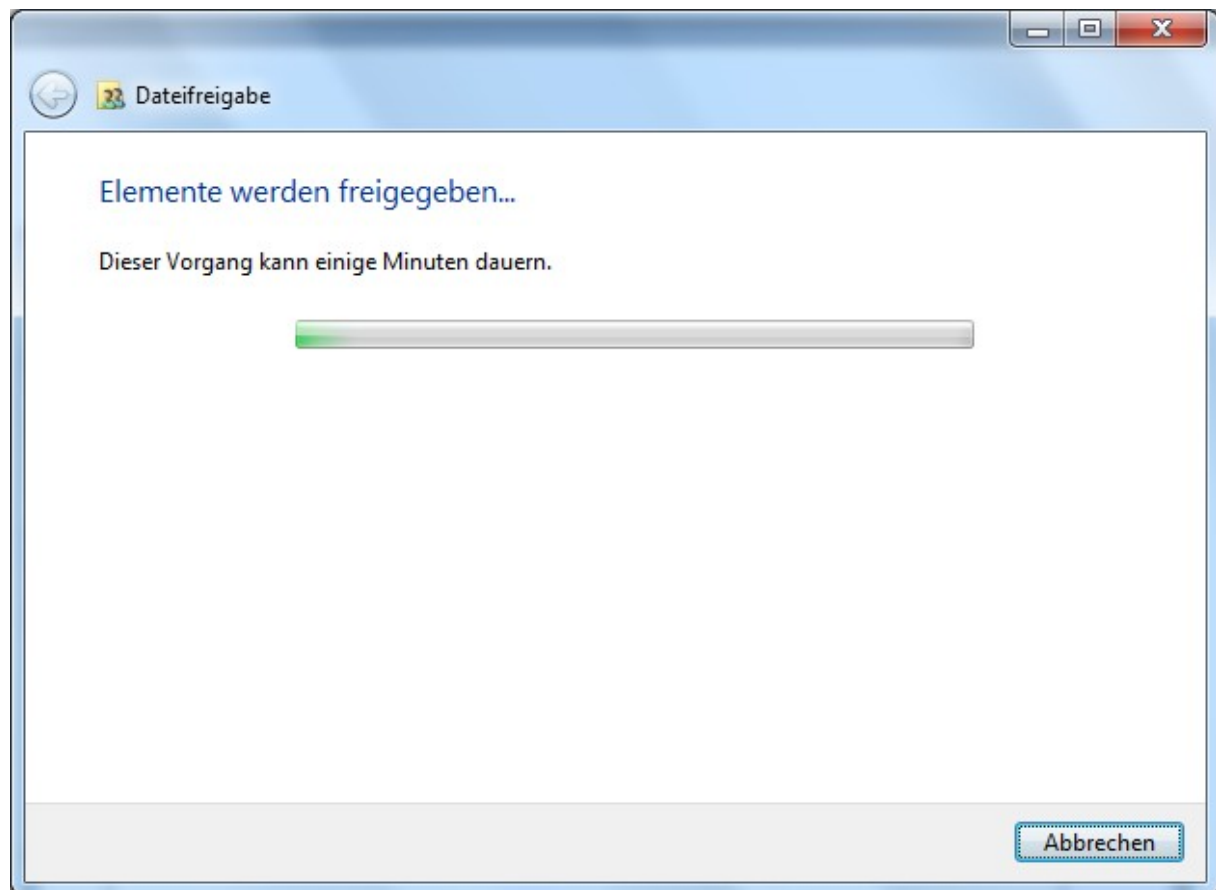 Dateifreigabe
Elemente werden freigegeben...
Dieser Vorgang kann einige Minuten dauern.
Abbrechen